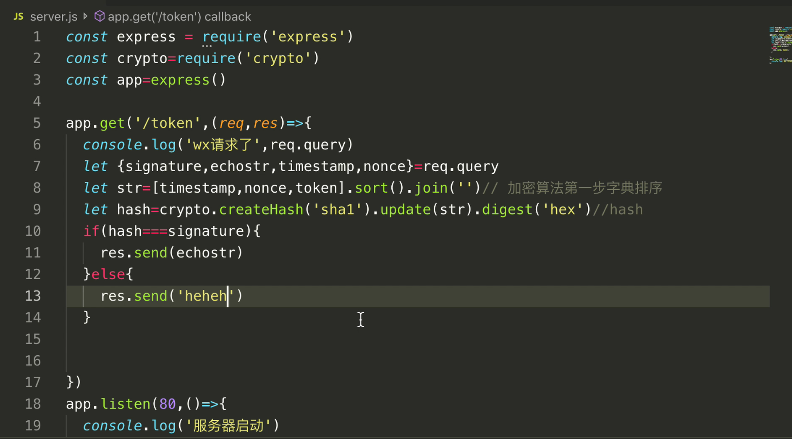 JS server.js app.get('/token') callback
1 const express = require('express')
2 const crypto=require('crypto')
3 const app=express()
4
5 app.get('/token',(req,res)=>{
6 console.log('wx请求了',req.query)
7 let {signature,echostr,timestamp,nonce}=req.query
8 let str=[timestamp,nonce,token].sort().join('')// 加密算法第一步字典排序
9 let hash=crypto.createHash('sha1').update(str).digest('hex')//hash
10 if(hash===signature){
11 res.send(echostr)
12 }else{
13 res.send('heheh')
14 }
15
16
17 })
18 app.listen(80,()=>{
19 console.log('服务器启动')